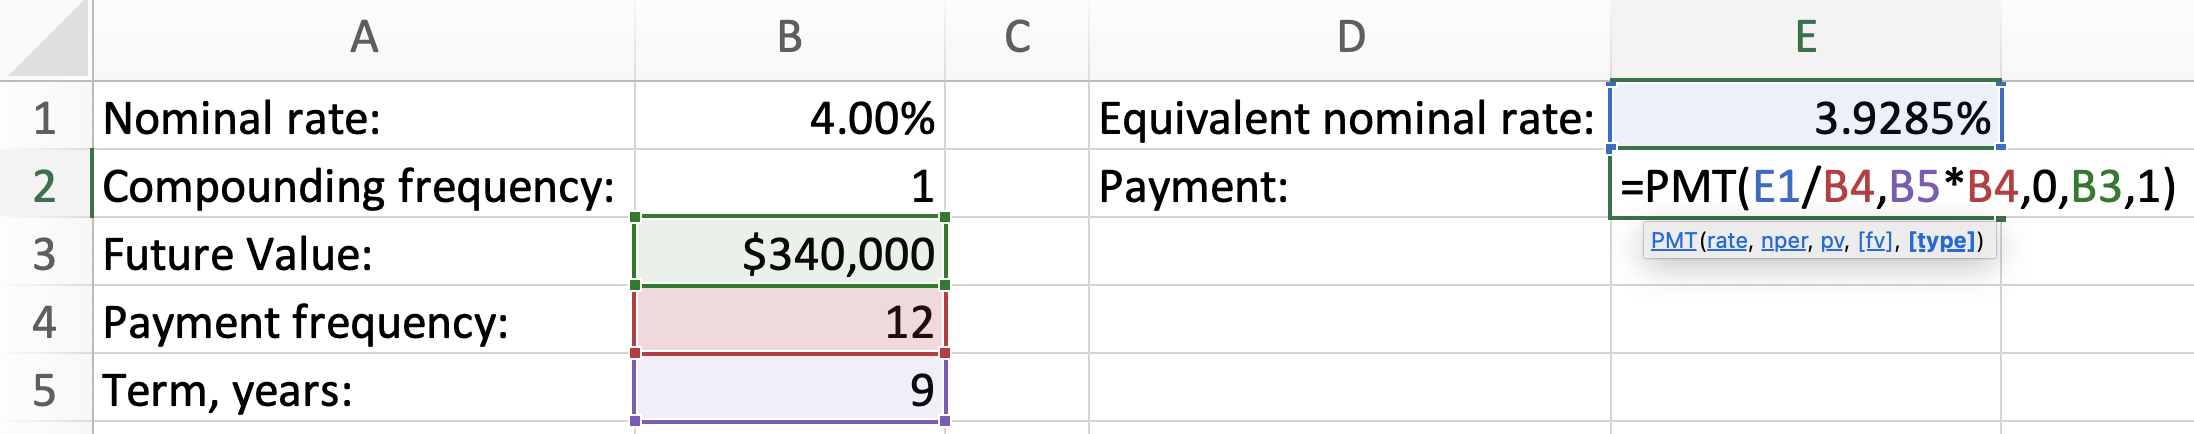 A B C D E
1 Nominal rate: 4.00% Equivalent nominal rate: 3.9285%
2 Compounding frequency: 1 Payment: =PMT(E1/B4,B5*B4,0,B3,1)
PMT(rate, nper, pv, [fv], [type])
3 Future Value: $340,000
4 Payment frequency: 12
5 Term, years: 9